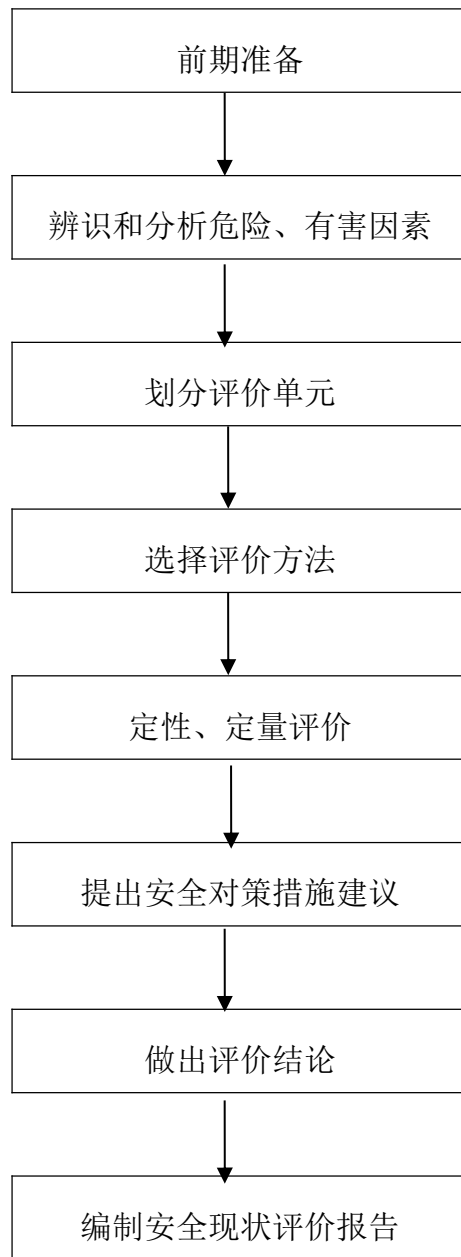 前期准备
辨识和分析危险、有害因素
划分评价单元
选择评价方法
定性、定量评价
提出安全对策措施建议
做出评价结论
编制安全现状评价报告